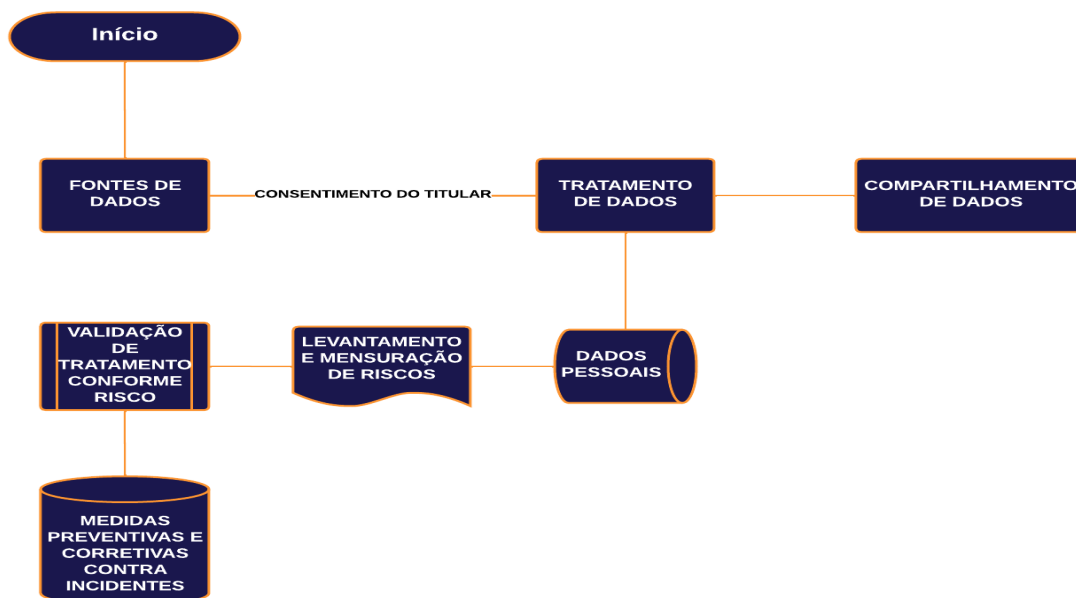 Início
FONTES DE
DADOS
CONSENTIMENTO DO TITULAR
TRATAMENTO
DE DADOS
COMPARTILHAMENTO
DE DADOS
VALIDAÇÃO
DE
TRATAMENTO
CONFORME
RISCO
LEVANTAMENTO
E MENSURAÇÃO
DE RISCOS
DADOS
PESSOAIS
MEDIDAS
PREVENTIVAS E
CORRETIVAS
CONTRA
INCIDENTES